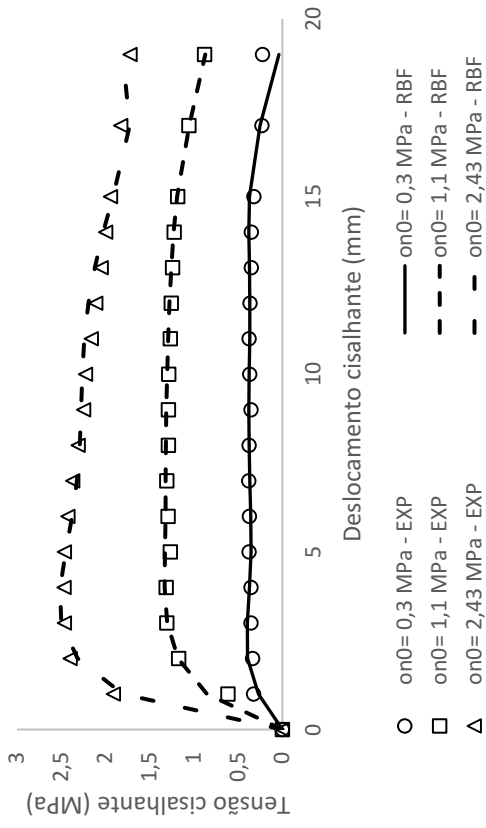 Tensão cisalhante (MPa)
3
2,5
2
1,5
1
0,5
0
0
5
10
15
20
Deslocamento cisalhante (mm)
σn0= 0,3 MPa - EXP
σn0= 0,3 MPa - RBF
σn0= 1,1 MPa - EXP
σn0= 1,1 MPa - RBF
σn0= 2,43 MPa - EXP
σn0= 2,43 MPa - RBF